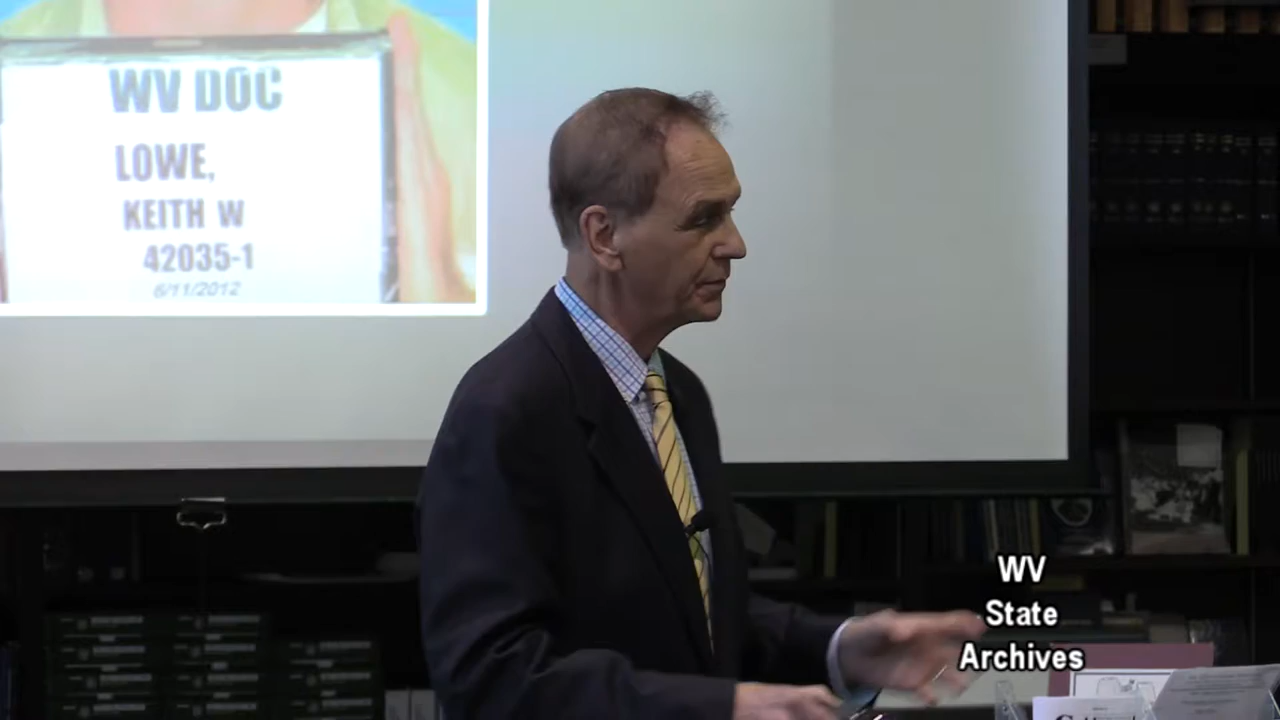 WV DOC
LOWE,
KEITH W
42035-1
6/11/2012
WV
State
Archives